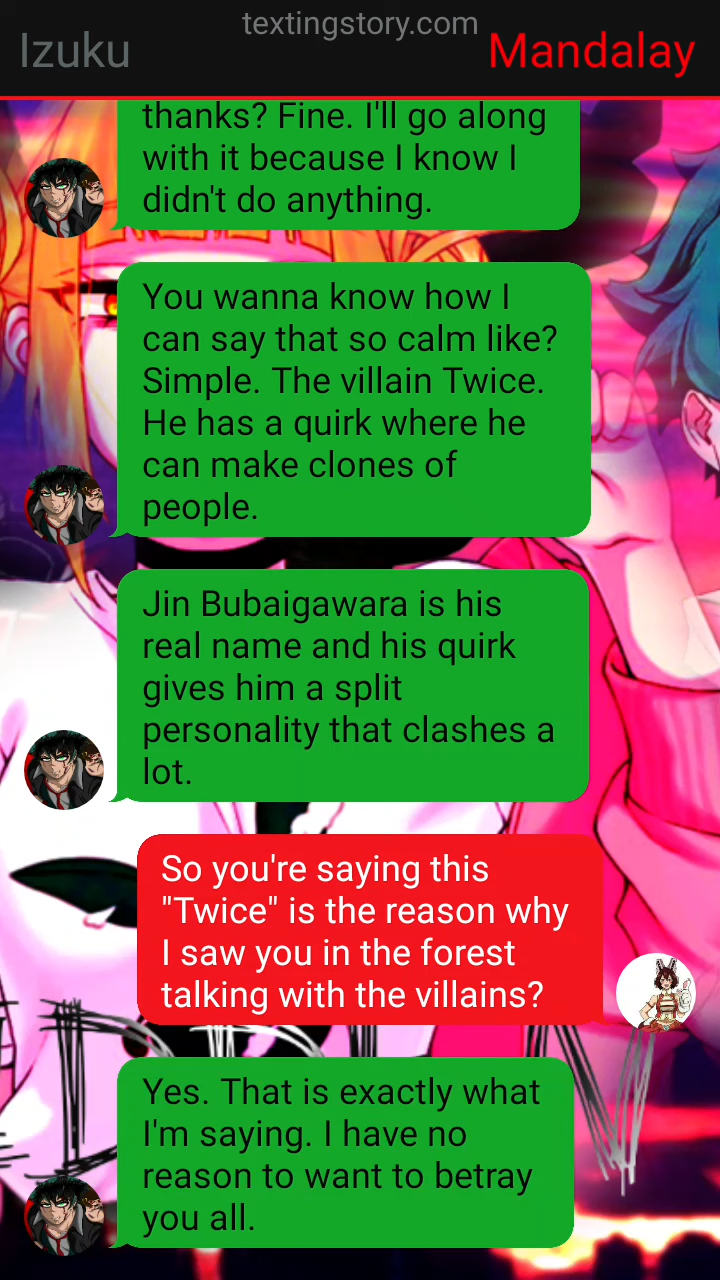 textingstory.com
Izuku
Mandalay
thanks? Fine. I'll go along
with it because I know I
didn't do anything.
You wanna know how I
can say that so calm like?
Simple. The villain Twice.
He has a quirk where he
can make clones of
people.
Jin Bubaigawara is his
real name and his quirk
gives him a split
personality that clashes a
lot.
So you're saying this
"Twice" is the reason why
I saw you in the forest
talking with the villains?
Yes. That is exactly what
I'm saying. I have no
reason to want to betray
you all.